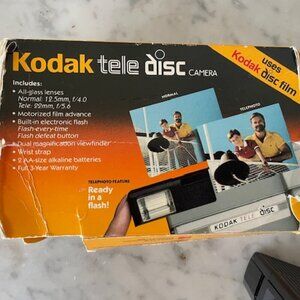 Kodak tele disc CAMERA
uses
Kodak disc film
Includes:
• All-glass lenses
Normal: 12.5mm, f/4.0
Tele: 22mm, f/5.6
• Motorized film advance
• Built-in electronic flash
Flash-every-time
Flash defeat button
• Dual magnification viewfinder
• Wrist strap
• 2 AA-size alkaline batteries
• Full 3-Year Warranty
NORMAL
TELEPHOTO
TELEPHOTO FEATURE
Ready
in a
flash!
KODAK TELE disc